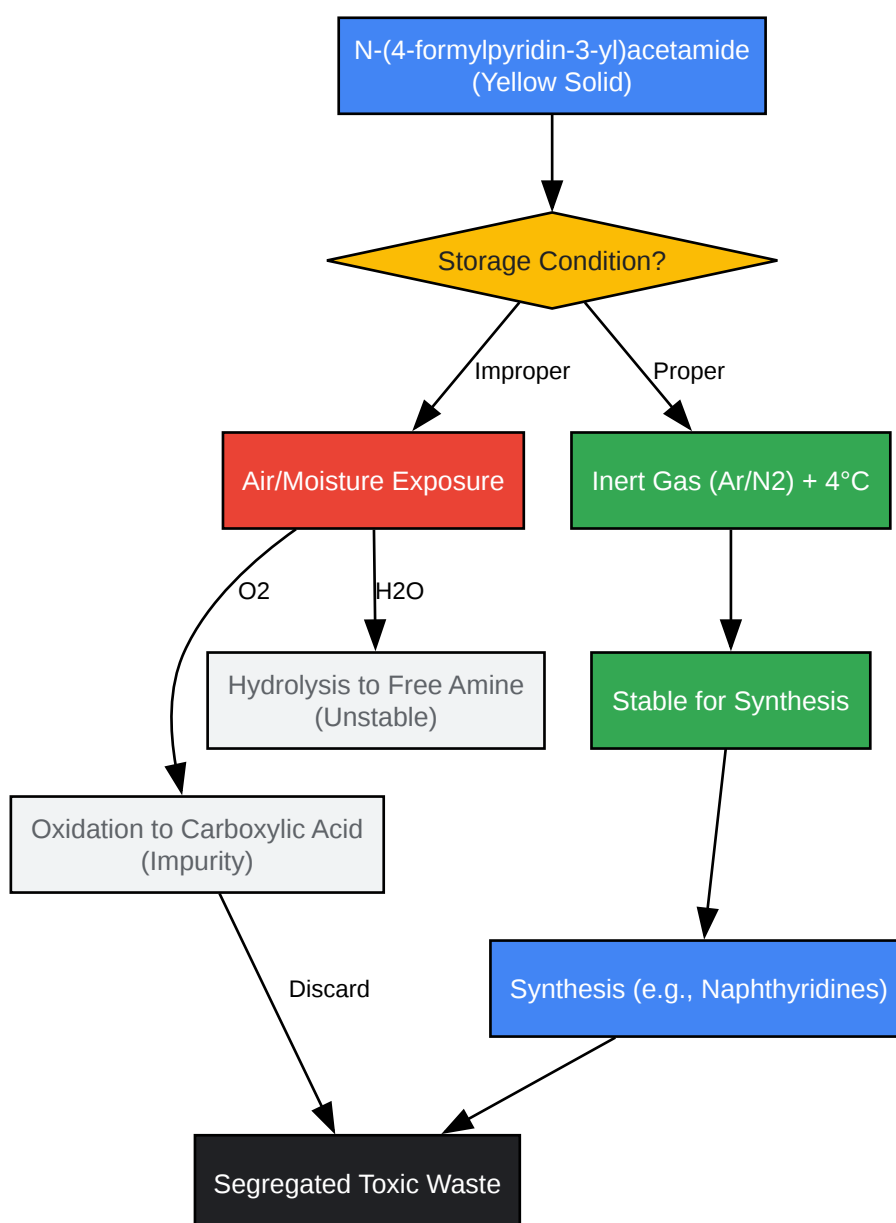 N-(4-formylpyridin-3-yl)acetamide
(Yellow Solid)
Storage Condition?
Improper
Proper
Air/Moisture Exposure
Inert Gas (Ar/N2) + 4°C
O2
H2O
Hydrolysis to Free Amine
(Unstable)
Stable for Synthesis
Oxidation to Carboxylic Acid
(Impurity)
Synthesis (e.g., Naphthyridines)
Discard
Segregated Toxic Waste